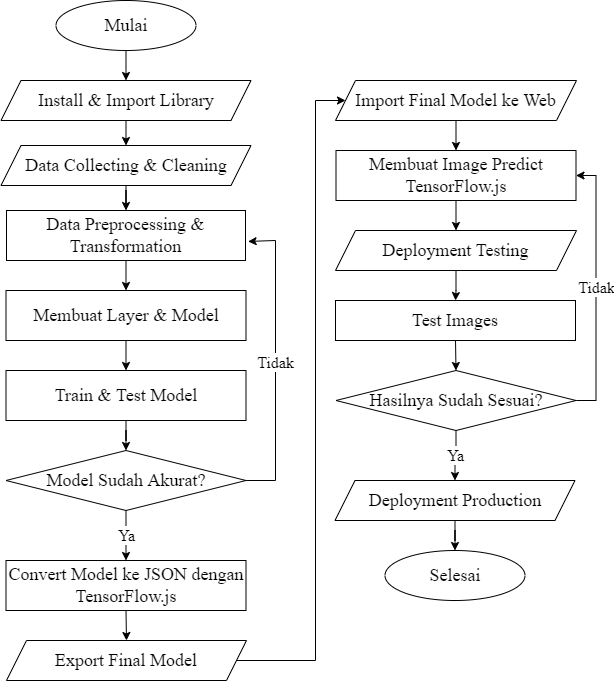 Mulai
Install & Import Library
Data Collecting & Cleaning
Data Preprocessing &
Transformation
Membuat Layer & Model
Train & Test Model
Tidak
Model Sudah Akurat?
Ya
Convert Model ke JSON dengan
TensorFlow.js
Export Final Model
Import Final Model ke Web
Membuat Image Predict
TensorFlow.js
Deployment Testing
Tidak
Test Images
Hasilnya Sudah Sesuai?
Ya
Deployment Production
Selesai